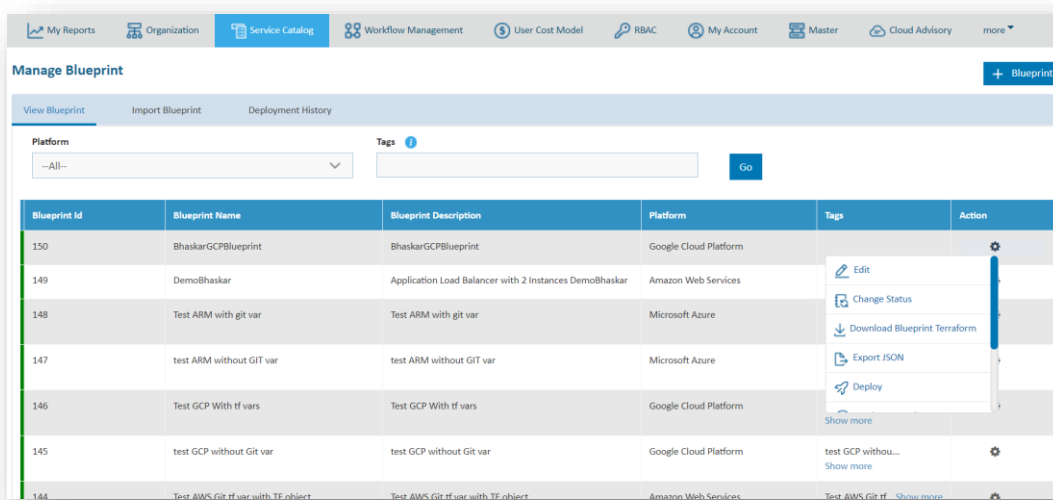 My Reports Organization Service Catalog Workflow Management User Cost Model RBAC My Account Master Cloud Advisory more
Manage Blueprint
+ Blueprint
View Blueprint Import Blueprint Deployment History
Platform Tags i
--All-- Go
Blueprint Id Blueprint Name Blueprint Description Platform Tags Action
150 BhaskarGCPBlueprint BhaskarGCPBlueprint Google Cloud Platform
Edit
149 DemoBhaskar Application Load Balancer with 2 Instances DemoBhaskar Amazon Web Services
Change Status
148 Test ARM with git var Test ARM with git var Microsoft Azure
Download Blueprint Terraform
147 test ARM without GIT var test ARM without GIT var Microsoft Azure
Export JSON
Deploy
146 Test GCP With tf vars Test GCP With tf vars Google Cloud Platform
Show more
145 test GCP without Git var test GCP without Git var Google Cloud Platform test GCP withou...
Show more
144 Test AWS Git tf var with TF object Test AWS Git tf var with TF object Amazon Web Services Test AWS Git tf... Show more